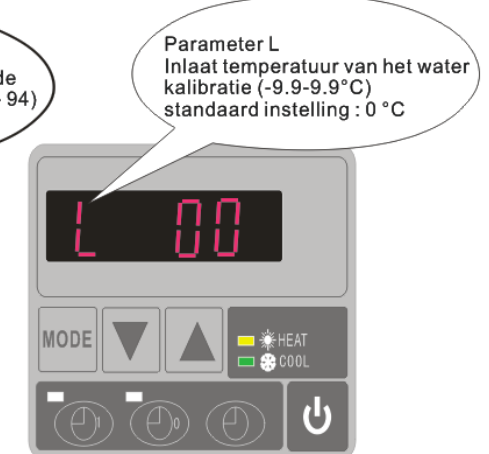 de
- 94)
Parameter L
Inlaat temperatuur van het water
kalibratie (-9.9-9.9°C)
standaard instelling : 0 °C
L 00
MODE
HEAT
COOL